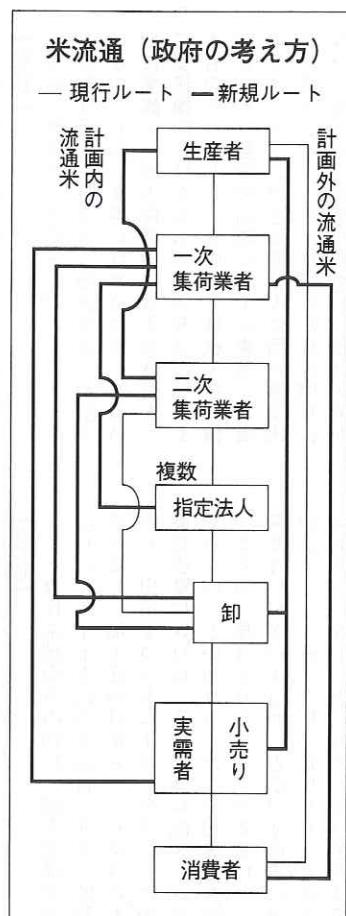 米流通（政府の考え方）
― 現行ルート ━ 新規ルート
計画内の
流通米
計画外の流通米
生産者
一次
集荷業者
二次
集荷業者
複数
指定法人
卸
実需者
小売り
消費者